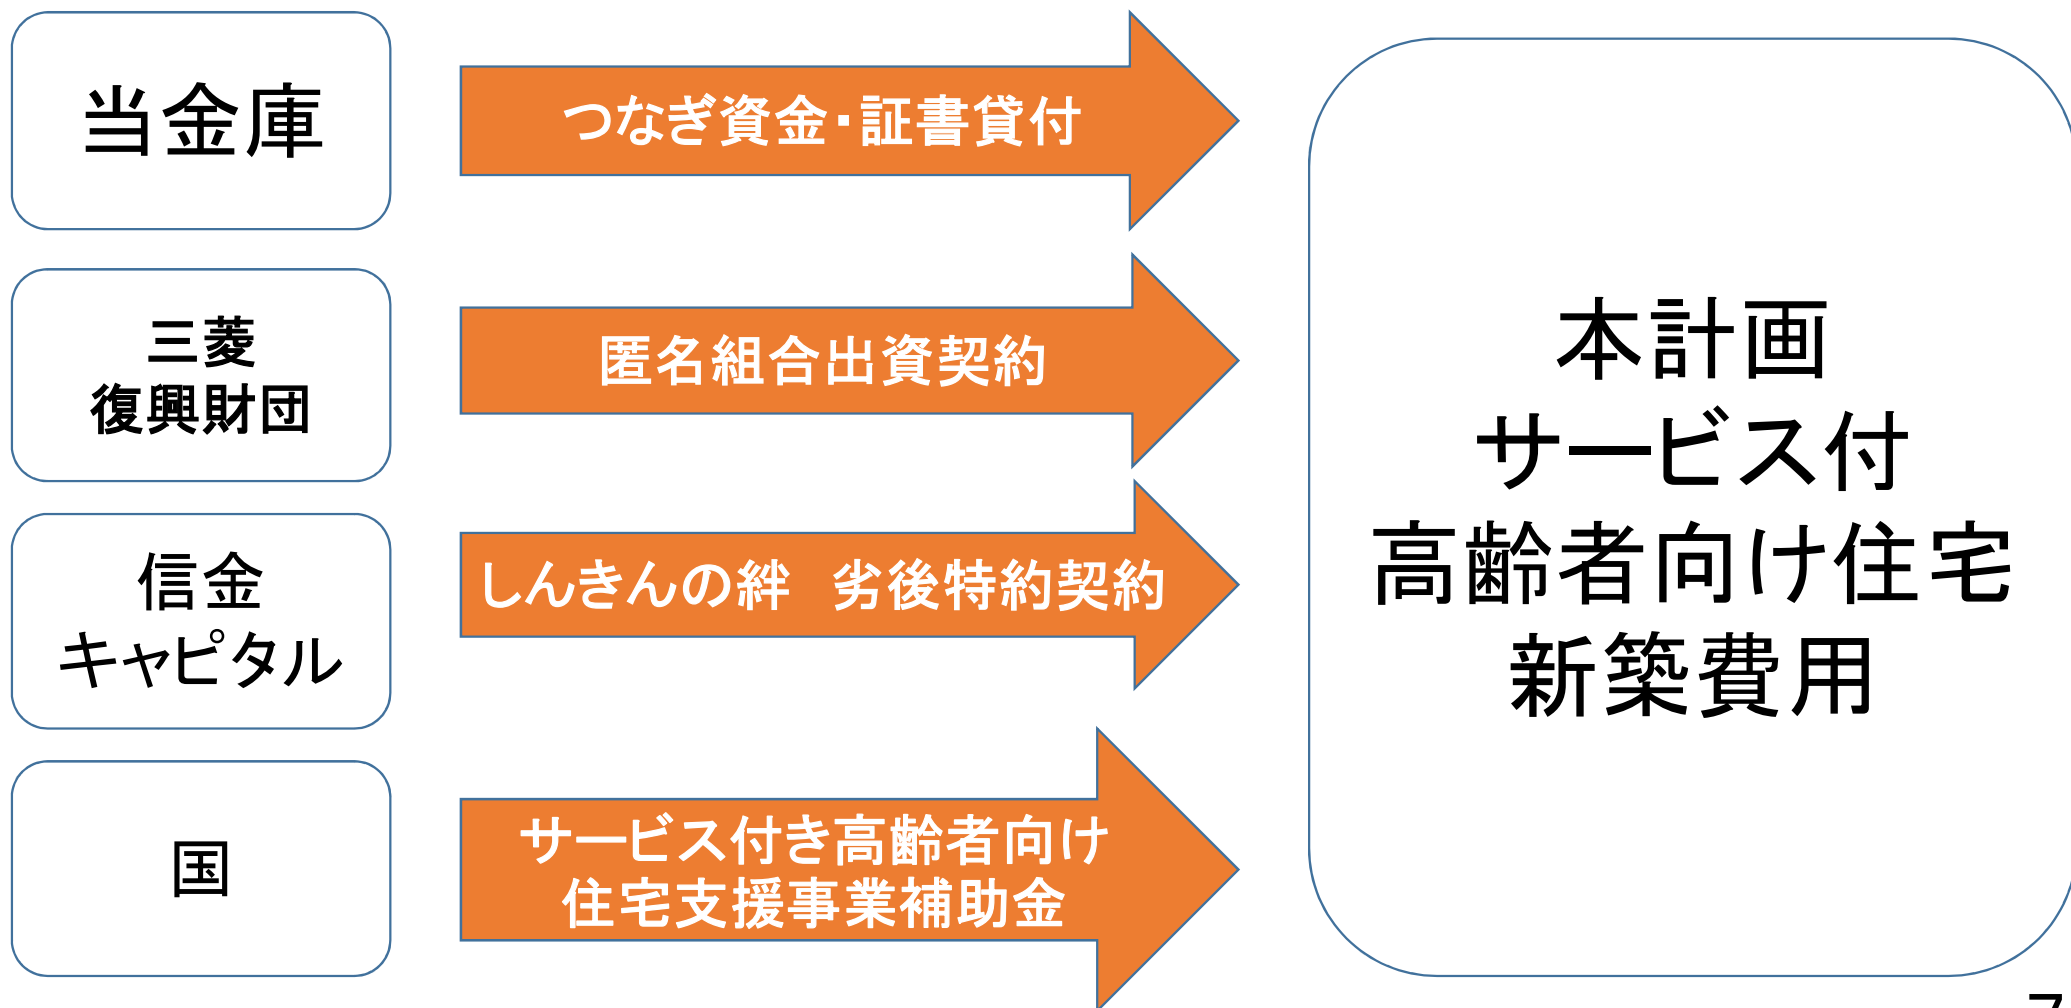 当金庫
つなぎ資金・証書貸付
三菱
復興財団
匿名組合出資契約
信金
キャピタル
しんきんの絆　劣後特約契約
国
サービス付き高齢者向け
住宅支援事業補助金
本計画
サービス付
高齢者向け住宅
新築費用